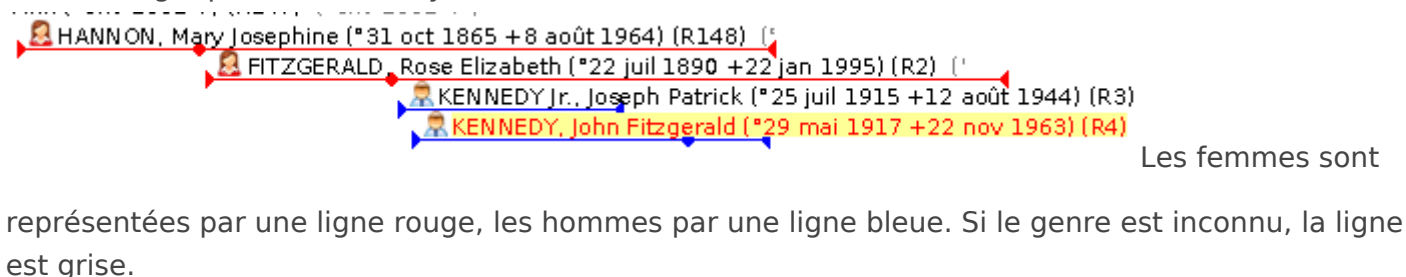 HANNON, Mary Josephine (°31 oct 1865 +8 août 1964) (R148) (°
FITZGERALD, Rose Elizabeth (°22 juil 1890 +22 jan 1995) (R2) (°
KENNEDY Jr., Joseph Patrick (°25 juil 1915 +12 août 1944) (R3)
KENNEDY, John Fitzgerald (°29 mai 1917 +22 nov 1963) (R4)
Les femmes sont
représentées par une ligne rouge, les hommes par une ligne bleue. Si le genre est inconnu, la ligne
est grise.